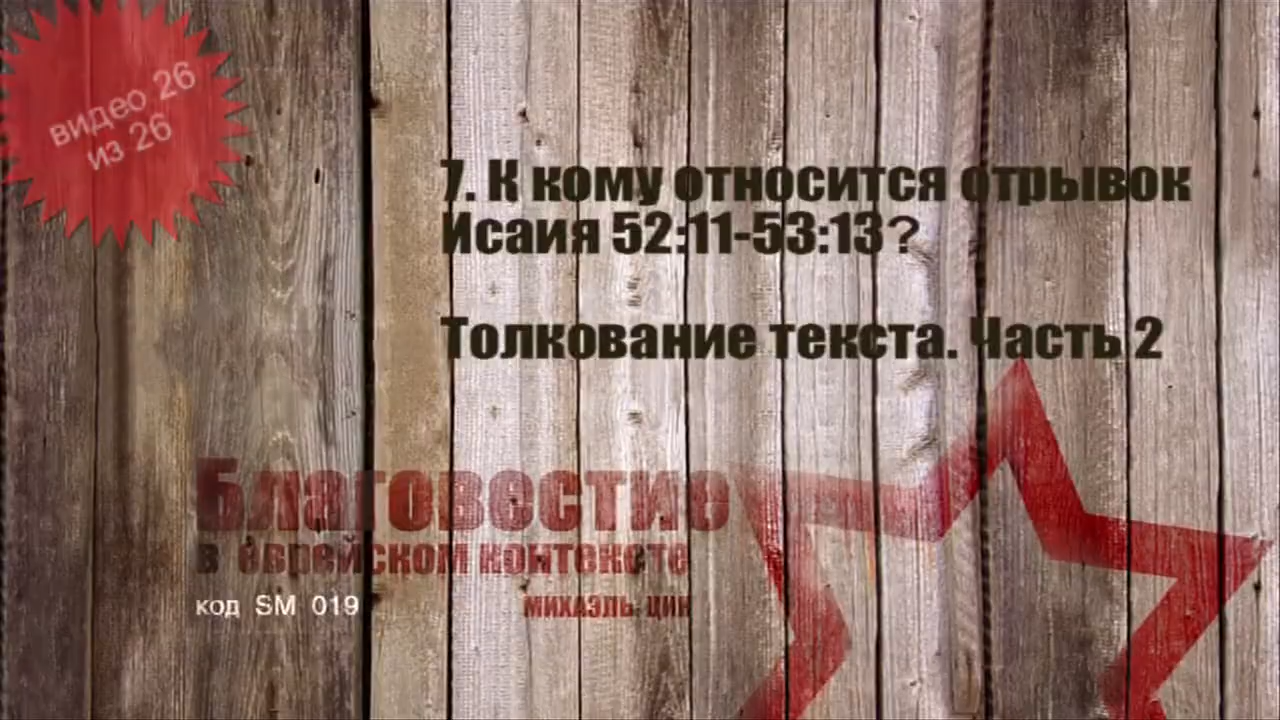 видео 26
из 26
7. К кому относится отрывок
Исаия 52:11-53:13?
Толкование текста. Часть 2
Благовестие
в еврейском контексте
код SM 019
МИХАЭЛЬ ЦИН